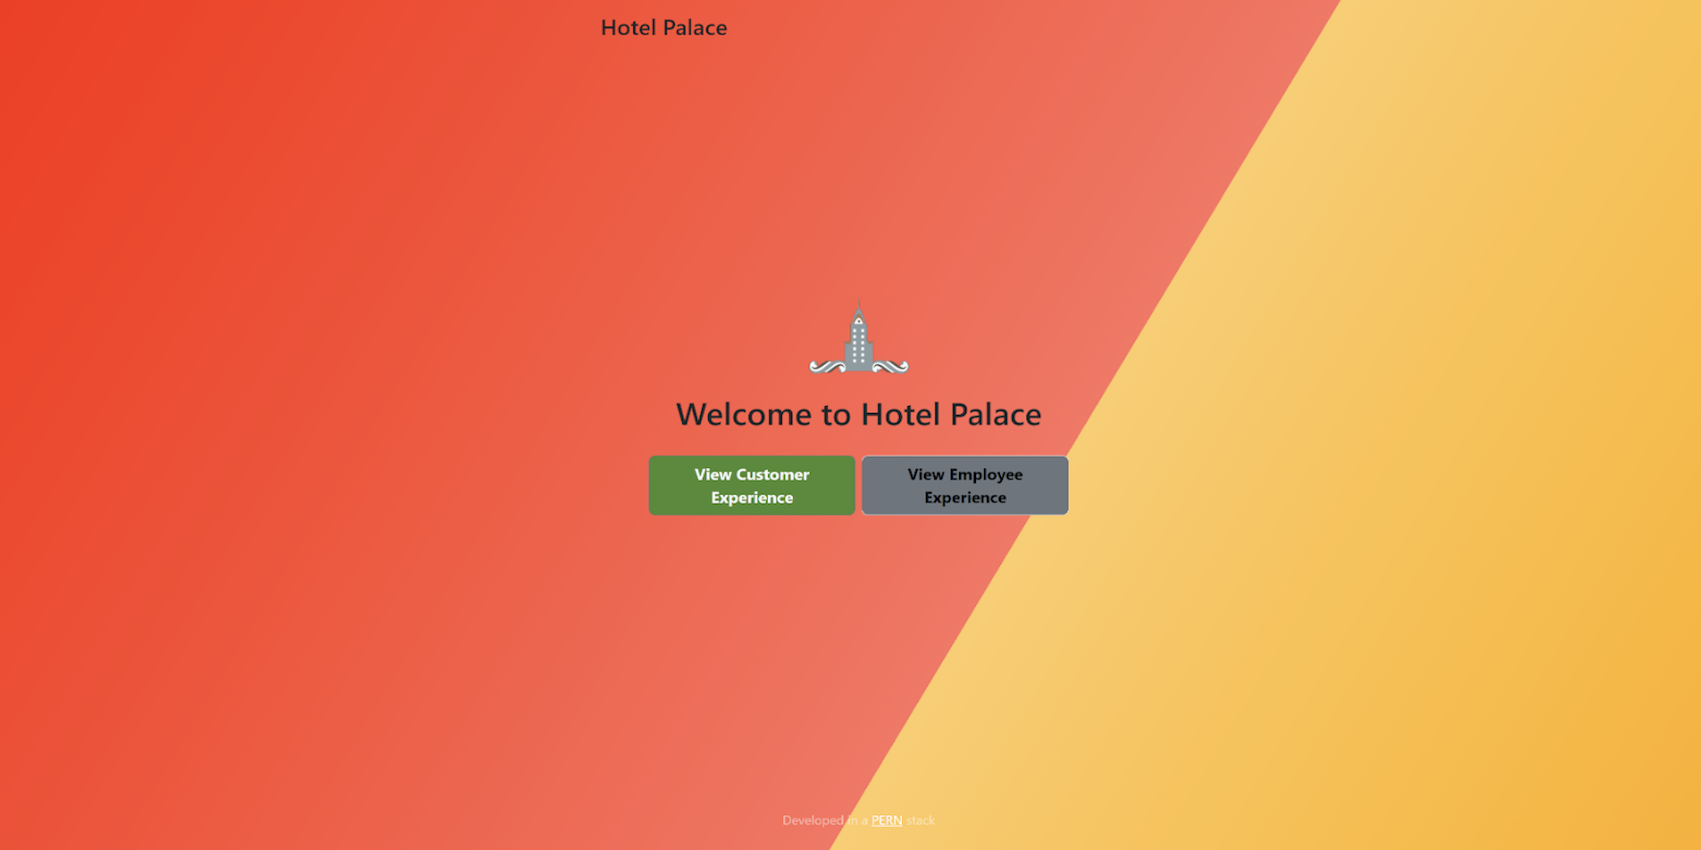 Hotel Palace
Welcome to Hotel Palace
View Customer
Experience
View Employee
Experience
Developed in a PERN stack